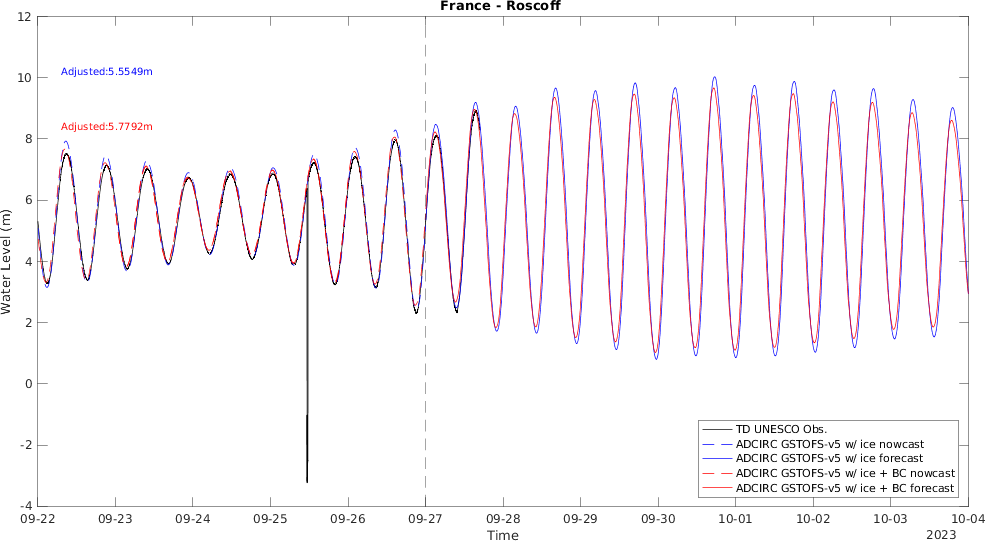 France - Roscoff
12
10
8
6
4
2
0
-2
-4
Water Level (m)
Adjusted:5.5549m
Adjusted:5.7792m
TD UNESCO Obs.
ADCIRC GSTOFS-v5 w/ ice nowcast
ADCIRC GSTOFS-v5 w/ ice forecast
ADCIRC GSTOFS-v5 w/ ice + BC nowcast
ADCIRC GSTOFS-v5 w/ ice + BC forecast
09-22 09-23 09-24 09-25 09-26 09-27 09-28 09-29 09-30 10-01 10-02 10-03 10-04
Time
2023